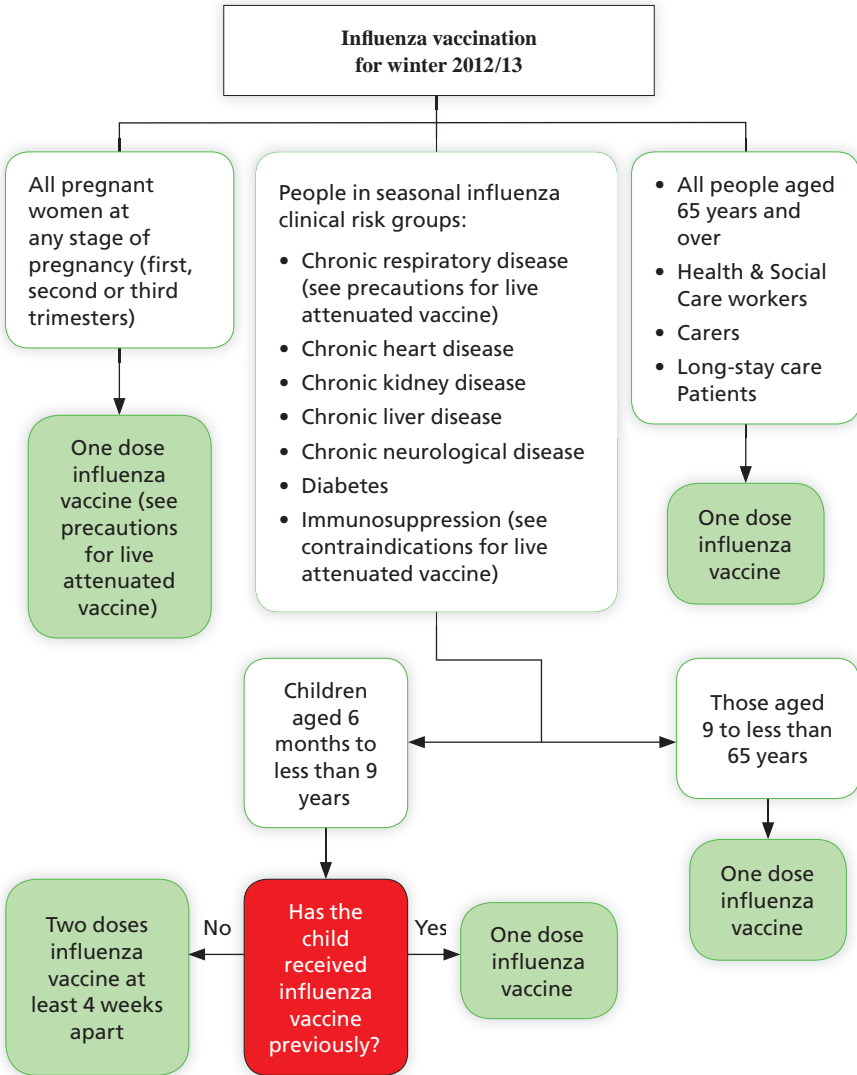 Influenza vaccination
for winter 2012/13
All pregnant
women at
any stage of
pregnancy (first,
second or third
trimesters)
One dose
influenza
vaccine (see
precautions
for live
attenuated
vaccine)
People in seasonal influenza
clinical risk groups:
• Chronic respiratory disease
(see precautions for live
attenuated vaccine)
• Chronic heart disease
• Chronic kidney disease
• Chronic liver disease
• Chronic neurological disease
• Diabetes
• Immunosuppression (see
contraindications for live
attenuated vaccine)
• All people aged
65 years and
over
• Health & Social
Care workers
• Carers
• Long-stay care
Patients
One dose
influenza
vaccine
Children
aged 6
months to
less than 9
years
Those aged
9 to less than
65 years
One dose
influenza
vaccine
Has the
child
received
influenza
vaccine
previously?
No
Two doses
influenza
vaccine at
least 4 weeks
apart
Yes
One dose
influenza
vaccine